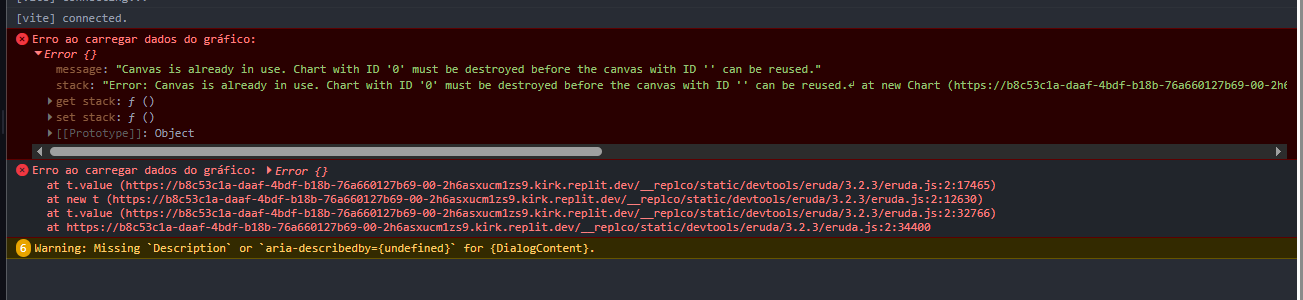 [vite] connecting...
[vite] connected.
Erro ao carregar dados do gráfico:
▼Error {}
message: "Canvas is already in use. Chart with ID '0' must be destroyed before the canvas with ID '' can be reused."
stack: "Error: Canvas is already in use. Chart with ID '0' must be destroyed before the canvas with ID '' can be reused.↲ at new Chart (https://b8c53c1a-daaf-4bdf-b18b-76a660127b69-00-2h6
▶ get stack: ƒ ()
▶ set stack: ƒ ()
▶ [[Prototype]]: Object
Erro ao carregar dados do gráfico: ▶ Error {}
at t.value (https://b8c53c1a-daaf-4bdf-b18b-76a660127b69-00-2h6asxucm1zs9.kirk.replit.dev/__replco/static/devtools/eruda/3.2.3/eruda.js:2:17465)
at new t (https://b8c53c1a-daaf-4bdf-b18b-76a660127b69-00-2h6asxucm1zs9.kirk.replit.dev/__replco/static/devtools/eruda/3.2.3/eruda.js:2:12630)
at t.value (https://b8c53c1a-daaf-4bdf-b18b-76a660127b69-00-2h6asxucm1zs9.kirk.replit.dev/__replco/static/devtools/eruda/3.2.3/eruda.js:2:32766)
at https://b8c53c1a-daaf-4bdf-b18b-76a660127b69-00-2h6asxucm1zs9.kirk.replit.dev/__replco/static/devtools/eruda/3.2.3/eruda.js:2:34400
6 Warning: Missing `Description` or `aria-describedby={undefined}` for {DialogContent}.